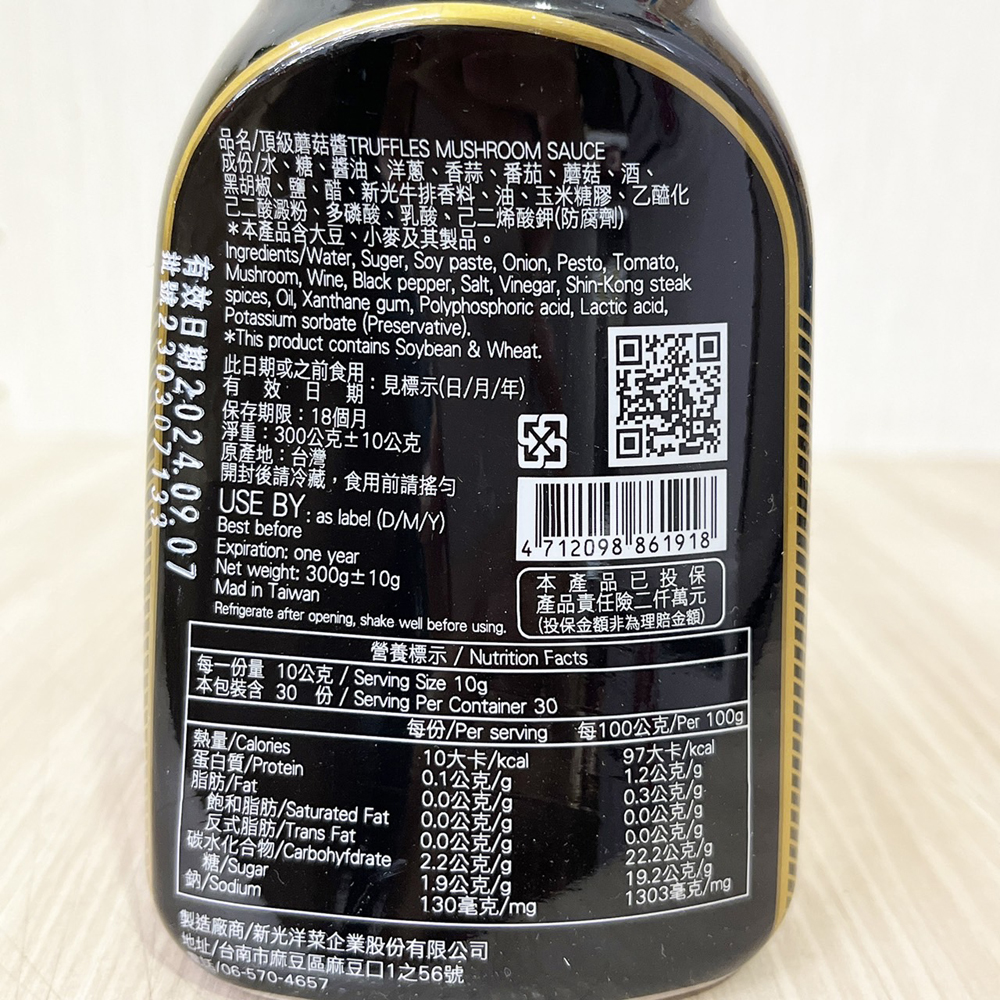 品名/頂級蘑菇醬TRUFFLES MUSHROOM SAUCE
成份/水、糖、醬油、洋蔥、香蒜、番茄、蘑菇、酒、
黑胡椒、鹽、醋、新光牛排香料、油、玉米糖膠、乙醯化
己二酸澱粉、多磷酸、乳酸、己二烯酸鉀(防腐劑)
*本產品含大豆、小麥及其製品。
Ingredients/Water, Suger, Soy paste, Onion, Pesto, Tomato,
Mushroom, Wine, Black pepper, Salt, Vinegar, Shin-Kong steak
spices, Oil, Xanthane gum, Polyphosphoric acid, Lactic acid,
Potassium sorbate (Preservative).
*This product contains Soybean & Wheat.
此日期或之前食用
有效日期：見標示(日/月/年)
保存期限：18個月
淨重：300公克±10公克
原產地：台灣
開封後請冷藏，食用前請搖勻
USE BY
Best before : as label (D/M/Y)
Expiration: one year
Net weight: 300g±10g
Made in Taiwan
Refrigerate after opening, shake well before using.
4 712098 861918
本產品已投保
產品責任險二仟萬元
(投保金額非為理賠金額)
有效日期2024.09.07
批號230307133
營養標示 / Nutrition Facts
每一份量 10公克 / Serving Size 10g
本包裝含 30 份 / Serving Per Container 30
每份/Per serving 每100公克/Per 100g
熱量/Calories 10大卡/kcal 97大卡/kcal
蛋白質/Protein 0.1公克/g 1.2公克/g
脂肪/Fat 0.0公克/g 0.3公克/g
飽和脂肪/Saturated Fat 0.0公克/g 0.0公克/g
反式脂肪/Trans Fat 0.0公克/g 0.0公克/g
碳水化合物/Carbohyfdrate 2.2公克/g 22.2公克/g
糖/Sugar 1.9公克/g 19.2公克/g
鈉/Sodium 130毫克/mg 1303毫克/mg
製造廠商/新光洋菜企業股份有限公司
地址/台南市麻豆區麻豆口1之56號
電話/06-570-4657